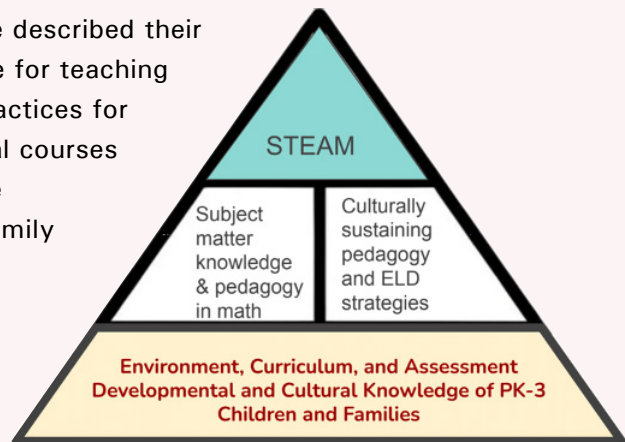 e described their
e for teaching
actices for
al courses
e
mily
STEAM
Subject
matter
knowledge
& pedagogy
in math
Culturally
sustaining
pedagogy
and ELD
strategies
Environment, Curriculum, and Assessment
Developmental and Cultural Knowledge of PK-3
Children and Families